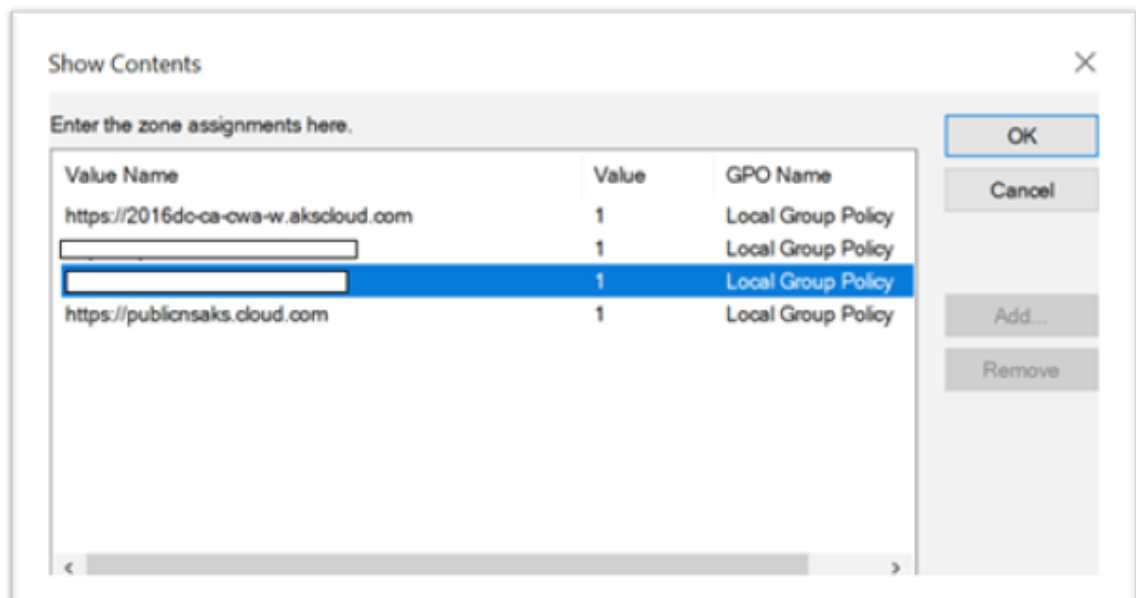 Show Contents
Enter the zone assignments here.
OK
Value Name Value GPO Name
Cancel
https://2016dc-ca-cwa-w.akscloud.com 1 Local Group Policy
1 Local Group Policy
1 Local Group Policy
https://publicnsaks.cloud.com 1 Local Group Policy
Add...
Remove